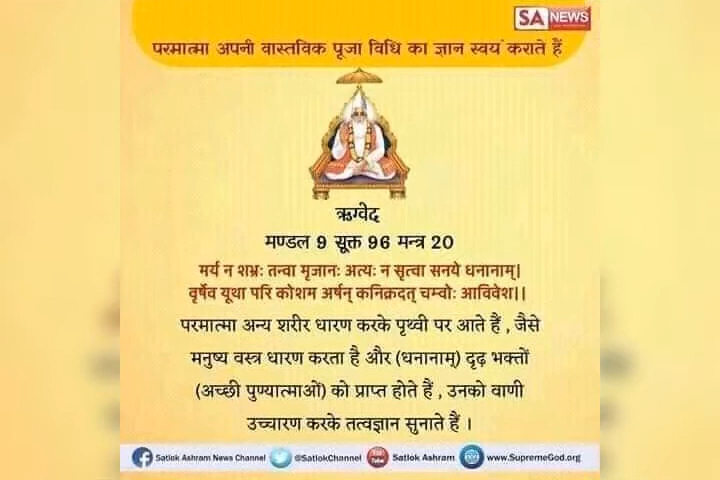 SA NEWS
परमात्मा अपनी वास्तविक पूजा विधि का ज्ञान स्वयं कराते हैं
ऋग्वेद
मण्डल 9 सूक्त 96 मन्त्र 20
मर्य न शभ्रः तन्वा मृजानः अत्यः न सृत्वा सनये धनानाम्|
वृर्षेव यूथा परि कोशम अर्षन् कनिक्रदत् चम्वोः आविवेश||
परमात्मा अन्य शरीर धारण करके पृथ्वी पर आते हैं , जैसे
मनुष्य वस्त्र धारण करता है और (धनानाम्) दृढ़ भक्तों
(अच्छी पुण्यात्माओं) को प्राप्त होते हैं , उनको वाणी
उच्चारण करके तत्वज्ञान सुनाते हैं ।
Satlok Ashram News Channel @SatlokChannel You Tube Satlok Ashram www.SupremeGod.org